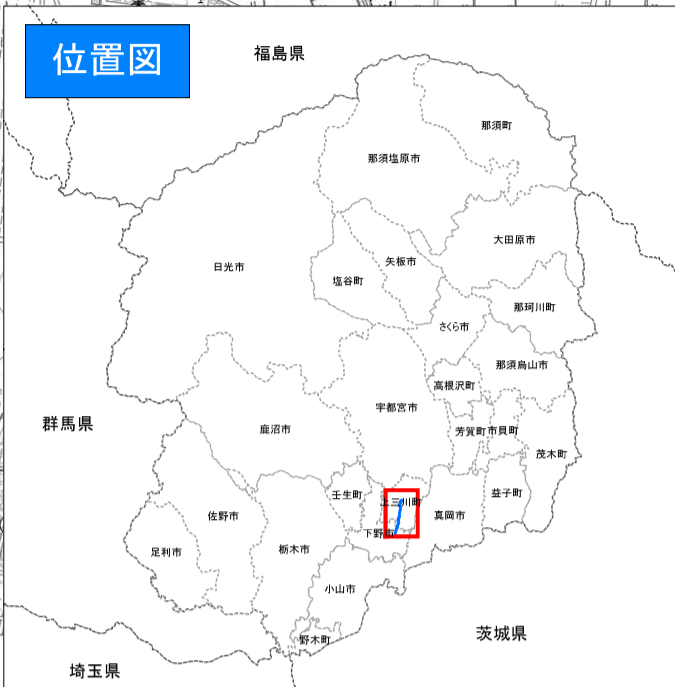 位置図
福島県
那須町
那須塩原市
大田原市
日光市
矢板市
塩谷町
那珂川町
さくら市
那須烏山市
高根沢町
宇都宮市
群馬県
鹿沼市
芳賀町
市貝町
茂木町
壬生町
上三川町
益子町
真岡市
佐野市
下野市
足利市
栃木市
小山市
野木町
茨城県
埼玉県